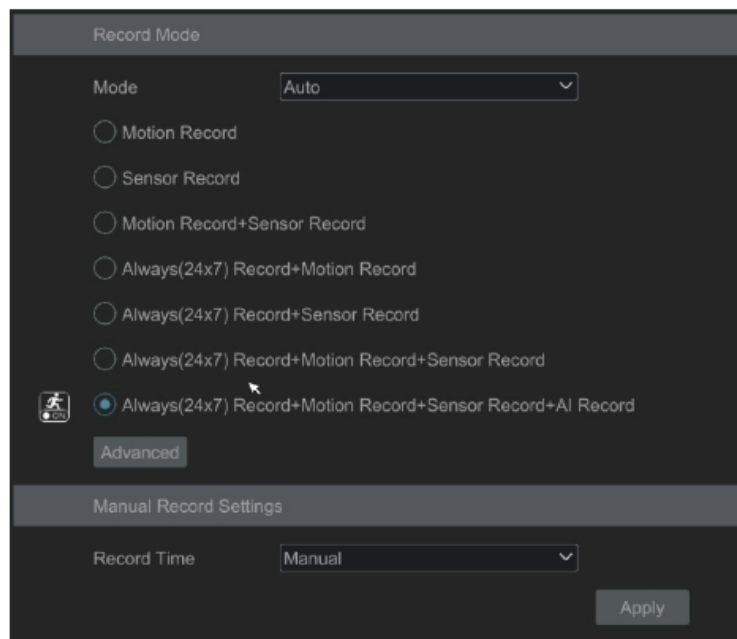 Record Mode
Mode Auto
Motion Record
Sensor Record
Motion Record+Sensor Record
Always(24x7) Record+Motion Record
Always(24x7) Record+Sensor Record
Always(24x7) Record+Motion Record+Sensor Record
ON Always(24x7) Record+Motion Record+Sensor Record+AI Record
Advanced
Manual Record Settings
Record Time Manual
Apply